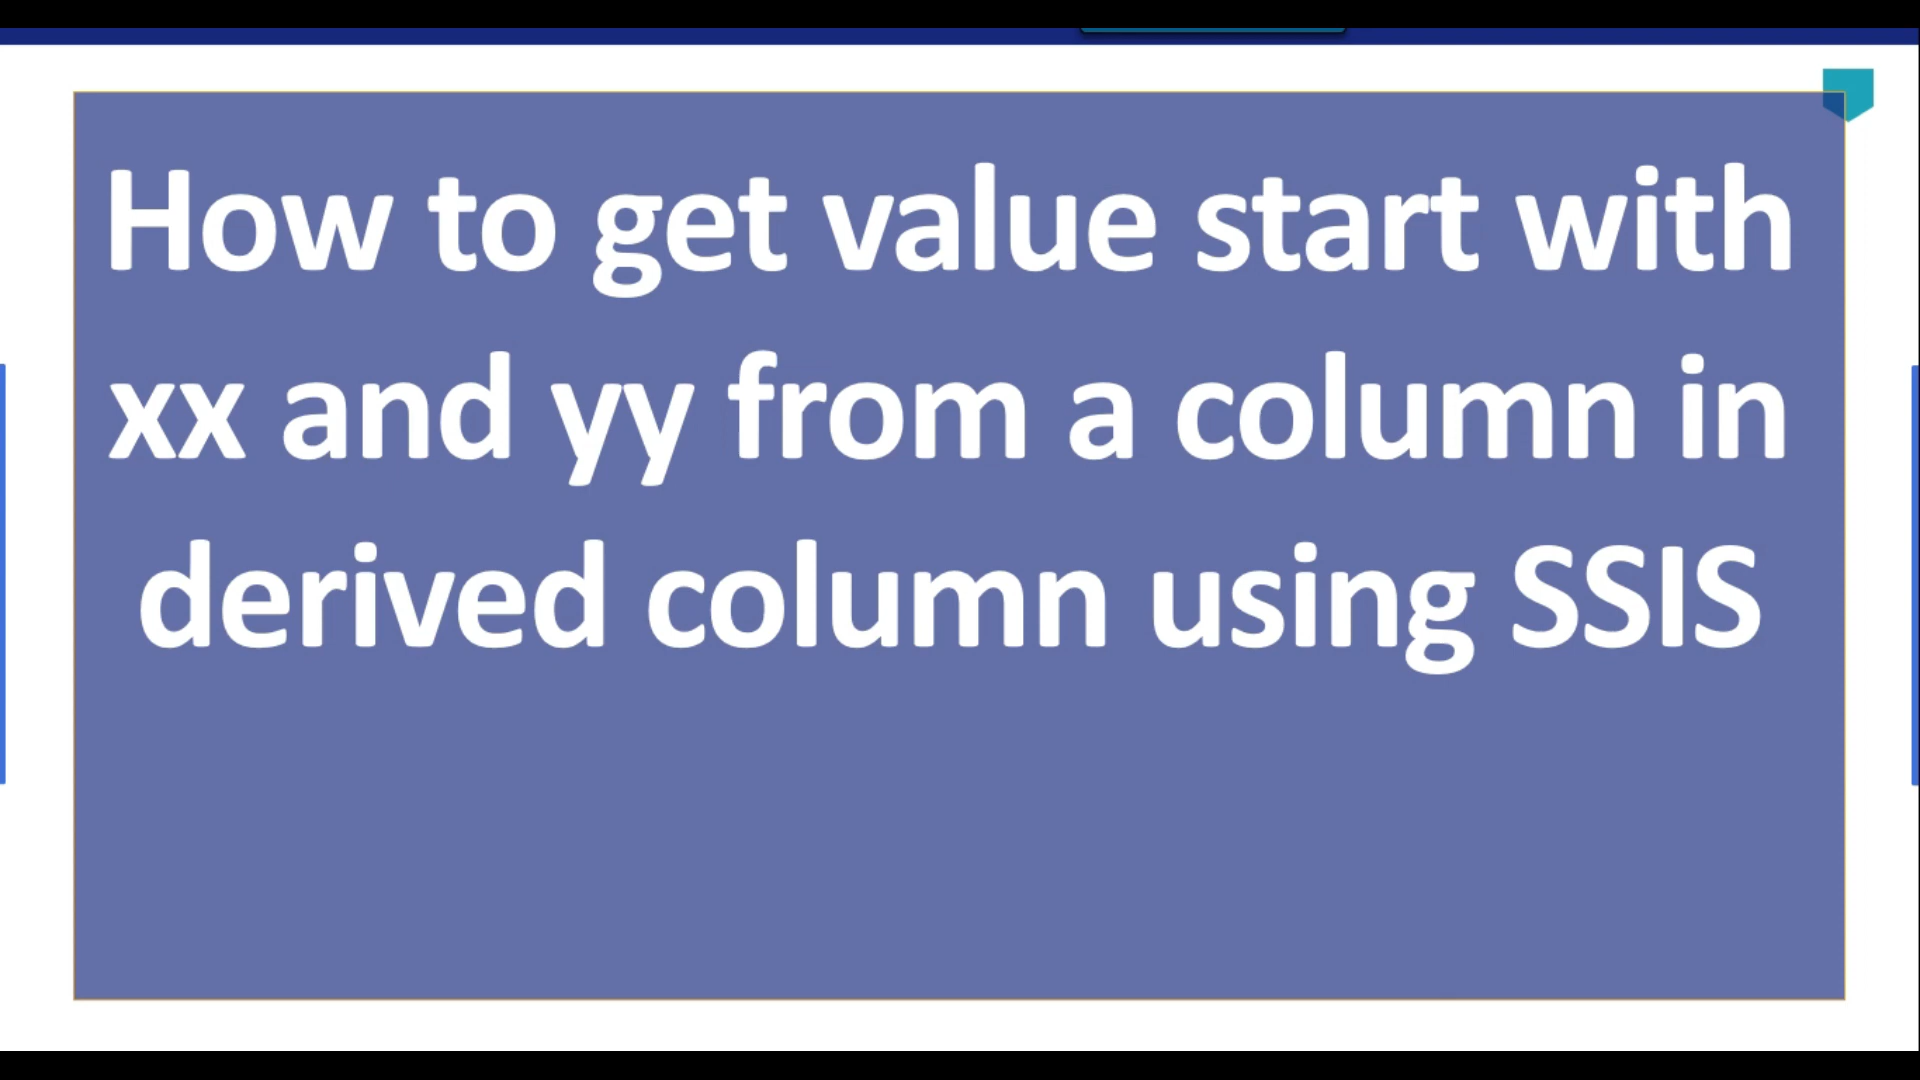 How to get value start with
xx and yy from a column in
derived column using SSIS